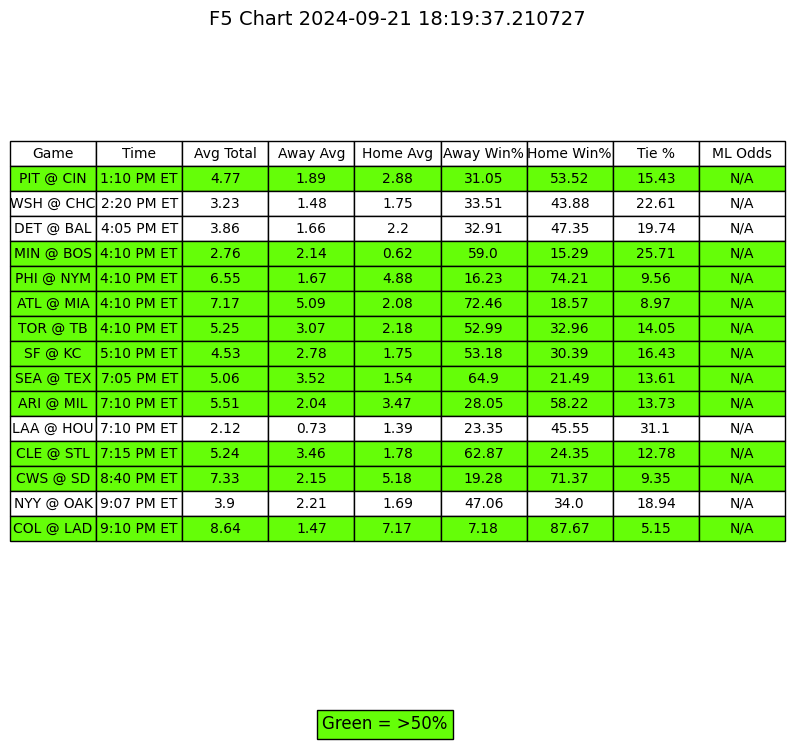 F5 Chart 2024-09-21 18:19:37.210727
Game Time Avg Total Away Avg Home Avg Away Win% Home Win% Tie % ML Odds
PIT @ CIN 1:10 PM ET 4.77 1.89 2.88 31.05 53.52 15.43 N/A
WSH @ CHC 2:20 PM ET 3.23 1.48 1.75 33.51 43.88 22.61 N/A
DET @ BAL 4:05 PM ET 3.86 1.66 2.2 32.91 47.35 19.74 N/A
MIN @ BOS 4:10 PM ET 2.76 2.14 0.62 59.0 15.29 25.71 N/A
PHI @ NYM 4:10 PM ET 6.55 1.67 4.88 16.23 74.21 9.56 N/A
ATL @ MIA 4:10 PM ET 7.17 5.09 2.08 72.46 18.57 8.97 N/A
TOR @ TB 4:10 PM ET 5.25 3.07 2.18 52.99 32.96 14.05 N/A
SF @ KC 5:10 PM ET 4.53 2.78 1.75 53.18 30.39 16.43 N/A
SEA @ TEX 7:05 PM ET 5.06 3.52 1.54 64.9 21.49 13.61 N/A
ARI @ MIL 7:10 PM ET 5.51 2.04 3.47 28.05 58.22 13.73 N/A
LAA @ HOU 7:10 PM ET 2.12 0.73 1.39 23.35 45.55 31.1 N/A
CLE @ STL 7:15 PM ET 5.24 3.46 1.78 62.87 24.35 12.78 N/A
CWS @ SD 8:40 PM ET 7.33 2.15 5.18 19.28 71.37 9.35 N/A
NYY @ OAK 9:07 PM ET 3.9 2.21 1.69 47.06 34.0 18.94 N/A
COL @ LAD 9:10 PM ET 8.64 1.47 7.17 7.18 87.67 5.15 N/A
Green = >50%